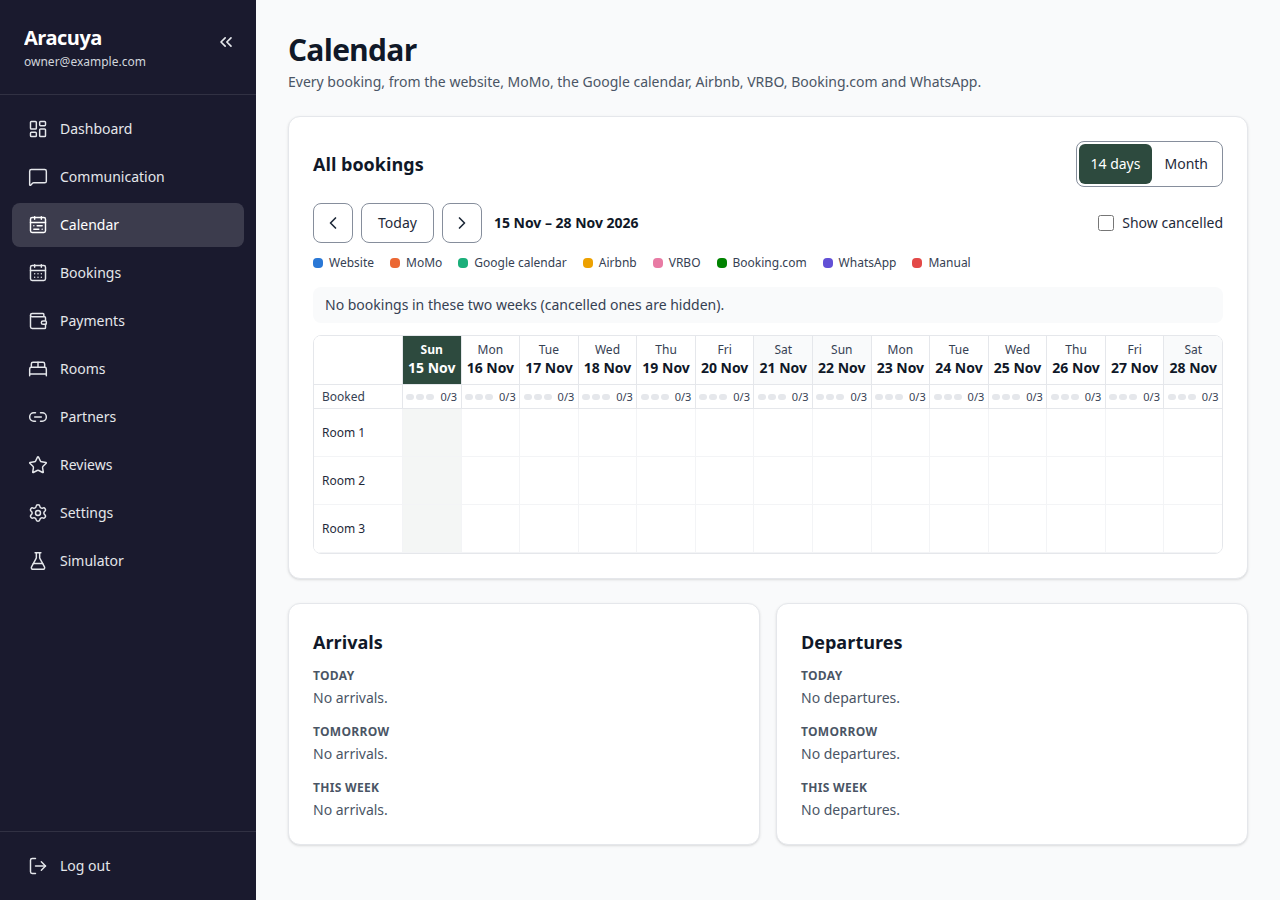 Aracuya
owner@example.com
Dashboard
Communication
Calendar
Bookings
Payments
Rooms
Partners
Reviews
Settings
Simulator
Log out
Calendar
Every booking, from the website, MoMo, the Google calendar, Airbnb, VRBO, Booking.com and WhatsApp.
All bookings
14 days Month
Today 15 Nov – 28 Nov 2026 Show cancelled
Website MoMo Google calendar Airbnb VRBO Booking.com WhatsApp Manual
No bookings in these two weeks (cancelled ones are hidden).
Sun Mon Tue Wed Thu Fri Sat Sun Mon Tue Wed Thu Fri Sat
15 Nov 16 Nov 17 Nov 18 Nov 19 Nov 20 Nov 21 Nov 22 Nov 23 Nov 24 Nov 25 Nov 26 Nov 27 Nov 28 Nov
Booked 0/3 0/3 0/3 0/3 0/3 0/3 0/3 0/3 0/3 0/3 0/3 0/3 0/3 0/3
Room 1
Room 2
Room 3
Arrivals
TODAY
No arrivals.
TOMORROW
No arrivals.
THIS WEEK
No arrivals.
Departures
TODAY
No departures.
TOMORROW
No departures.
THIS WEEK
No departures.